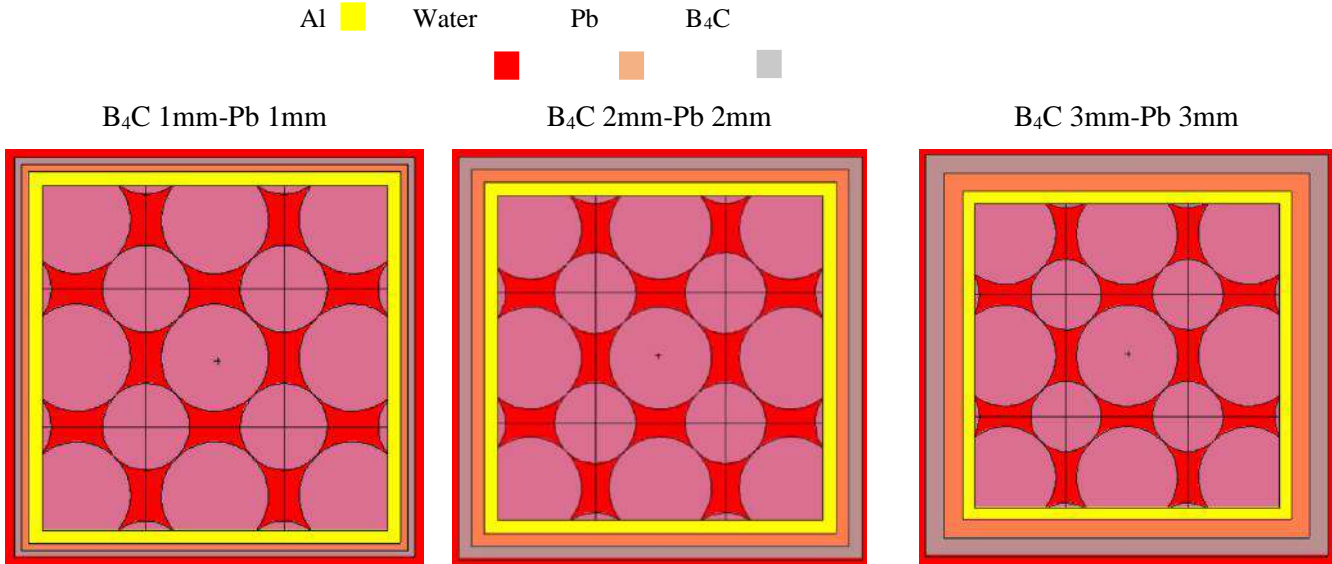 Al Water Pb B₄C
B₄C 1mm-Pb 1mm B₄C 2mm-Pb 2mm B₄C 3mm-Pb 3mm